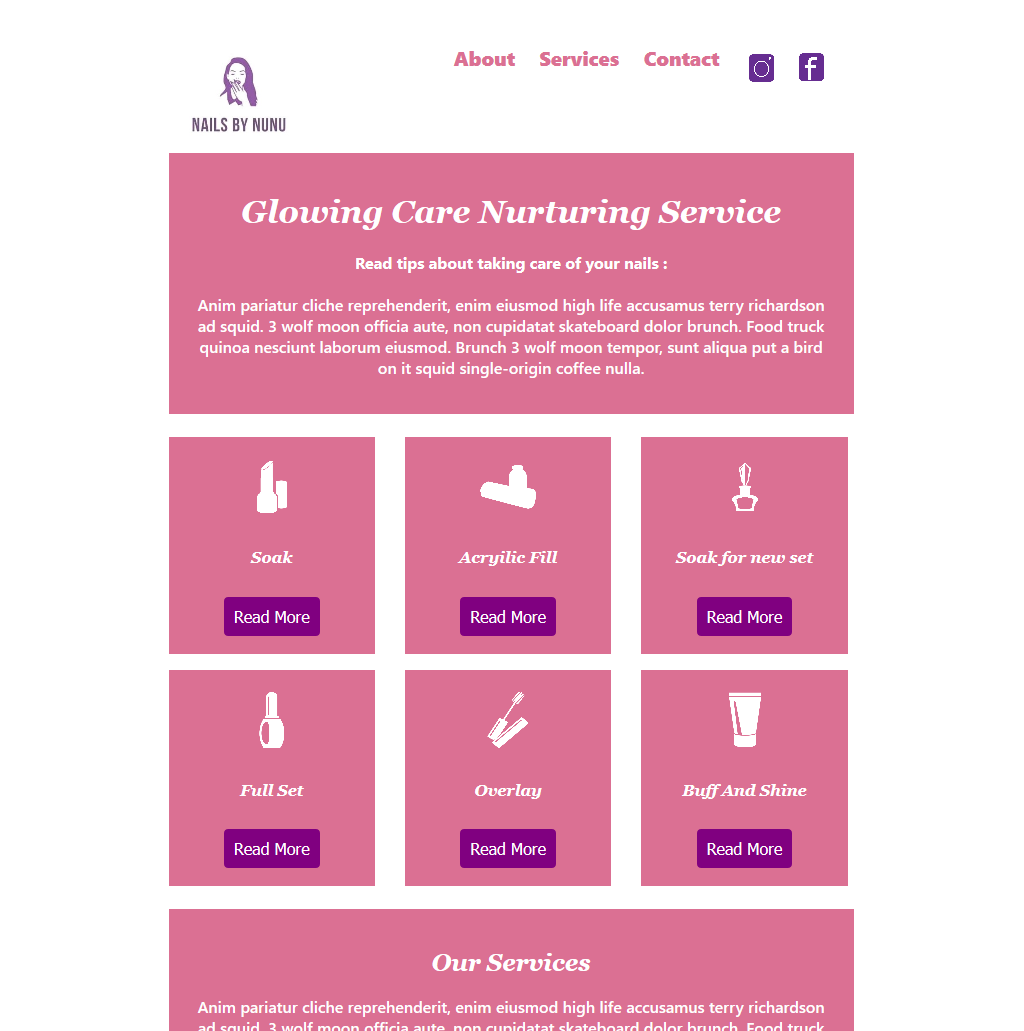 About Services Contact
NAILS BY NUNU
Glowing Care Nurturing Service
Read tips about taking care of your nails :
Anim pariatur cliche reprehenderit, enim eiusmod high life accusamus terry richardson
ad squid. 3 wolf moon officia aute, non cupidatat skateboard dolor brunch. Food truck
quinoa nesciunt laborum eiusmod. Brunch 3 wolf moon tempor, sunt aliqua put a bird
on it squid single-origin coffee nulla.
Soak
Acryilic Fill
Soak for new set
Read More
Read More
Read More
Full Set
Overlay
Buff And Shine
Read More
Read More
Read More
Our Services
Anim pariatur cliche reprehenderit, enim eiusmod high life accusamus terry richardson
ad squid. 3 wolf moon officia aute, non cupidatat skateboard dolor brunch. Food truck